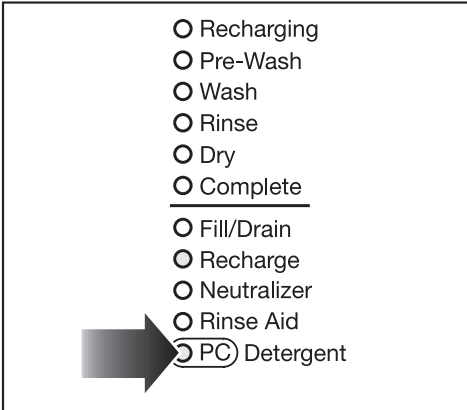 Recharging
Pre-Wash
Wash
Rinse
Dry
Complete
Fill/Drain
Recharge
Neutralizer
Rinse Aid
PC Detergent